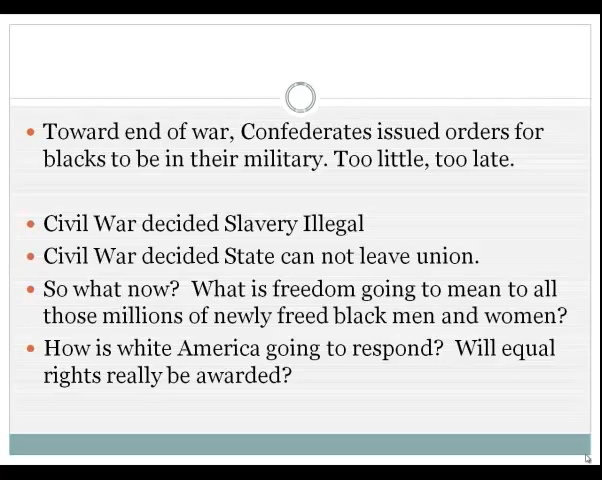 Toward end of war, Confederates issued orders for
blacks to be in their military. Too little, too late.
Civil War decided Slavery Illegal
Civil War decided State can not leave union.
So what now?  What is freedom going to mean to all
those millions of newly freed black men and women?
How is white America going to respond?  Will equal
rights really be awarded?